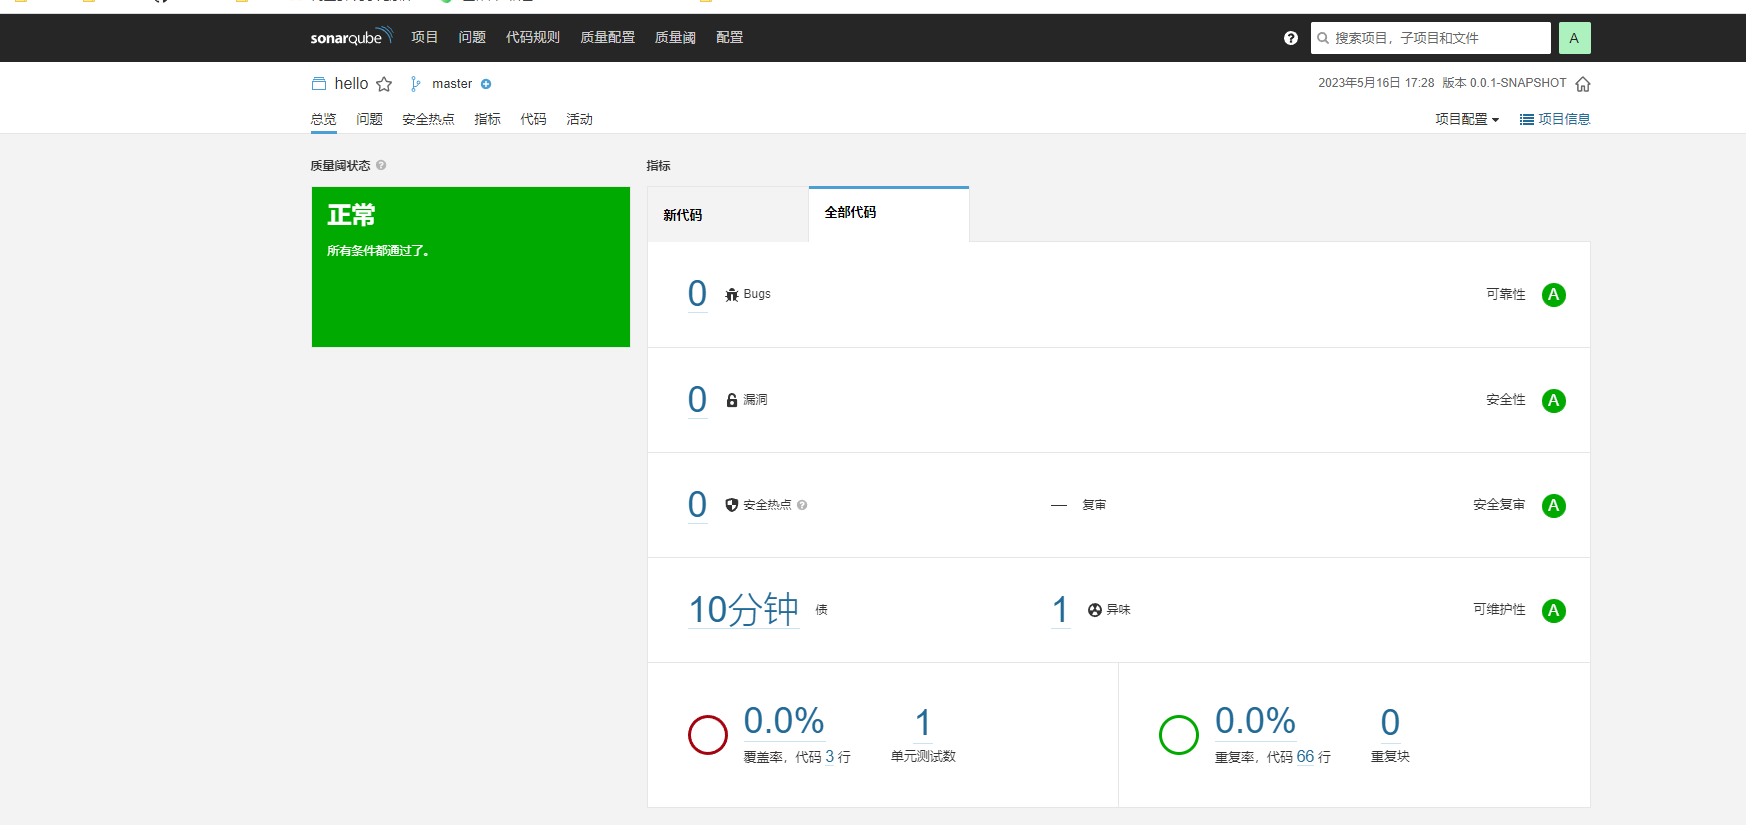 sonarqube 项目 问题 代码规则 质量配置 质量阈 配置 搜索项目,子项目和文件 A
hello master 2023年5月16日 17:28 版本 0.0.1-SNAPSHOT
总览 问题 安全热点 指标 代码 活动 项目配置 项目信息
质量阈状态 指标
正常
所有条件都通过了。
新代码 全部代码
0 Bugs 可靠性 A
0 漏洞 安全性 A
0 安全热点 — 复审 安全复审 A
10分钟 债 1 异味 可维护性 A
0.0% 1 0.0% 0
覆盖率,代码 3 行 单元测试数 重复率,代码 66 行 重复块